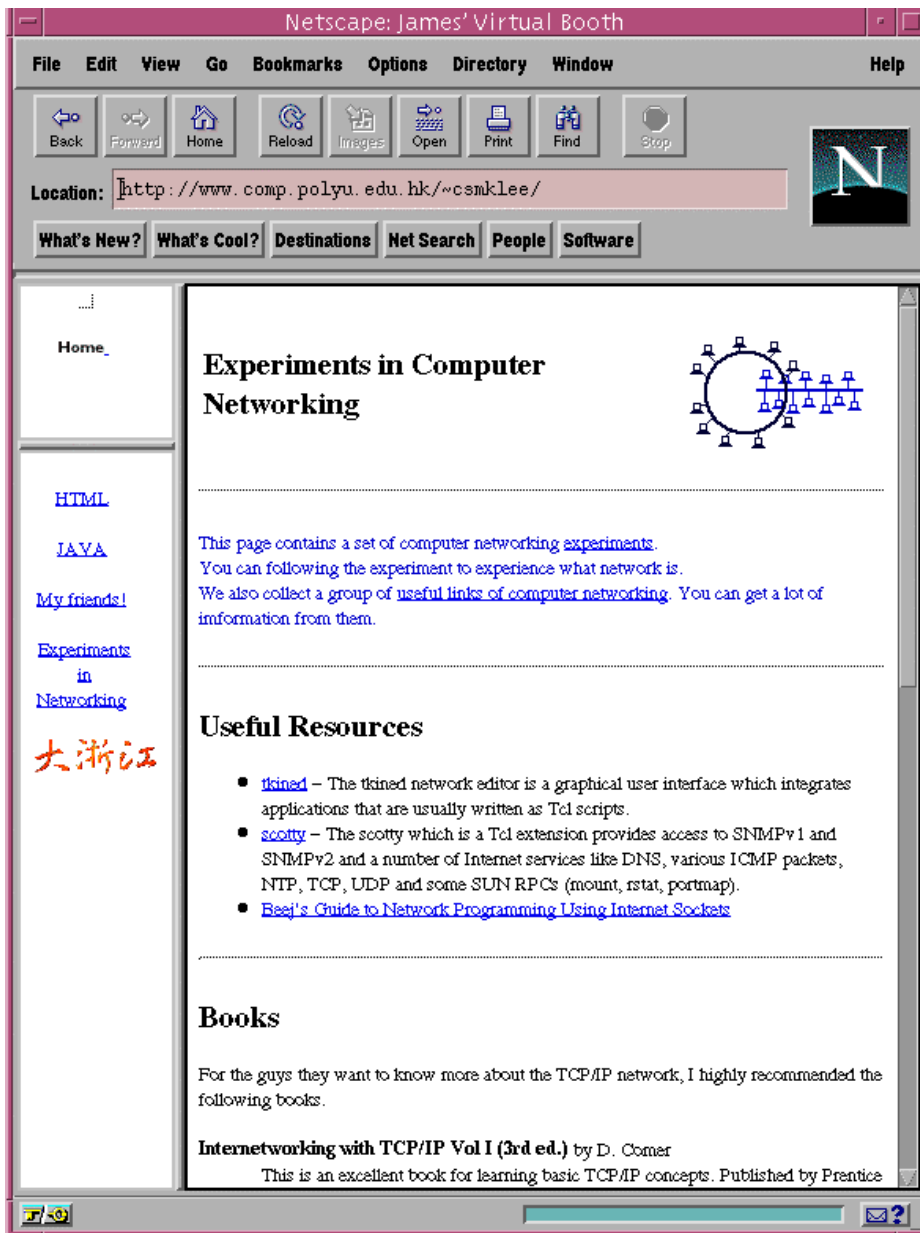 Netscape: James' Virtual Booth
File Edit View Go Bookmarks Options Directory Window Help
Back Forward Home Reload Images Open Print Find Stop
N
Location: http://www.comp.polyu.edu.hk/~csmklee/
What's New? What's Cool? Destinations Net Search People Software
Home
HTML
JAVA
My friends!
Experiments
in
Networking
大浙江
Experiments in Computer
Networking
This page contains a set of computer networking experiments.
You can following the experiment to experience what network is.
We also collect a group of useful links of computer networking. You can get a lot of
imformation from them.
Useful Resources
• tkined – The tkined network editor is a graphical user interface which integrates
applications that are usually written as Tcl scripts.
• scotty – The scotty which is a Tcl extension provides access to SNMPv1 and
SNMPv2 and a number of Internet services like DNS, various ICMP packets,
NTP, TCP, UDP and some SUN RPCs (mount, rstat, portmap).
• Beej's Guide to Network Programming Using Internet Sockets
Books
For the guys they want to know more about the TCP/IP network, I highly recommended the
following books.
Internetworking with TCP/IP Vol I (3rd ed.) by D. Comer
This is an excellent book for learning basic TCP/IP concepts. Published by Prentice
?